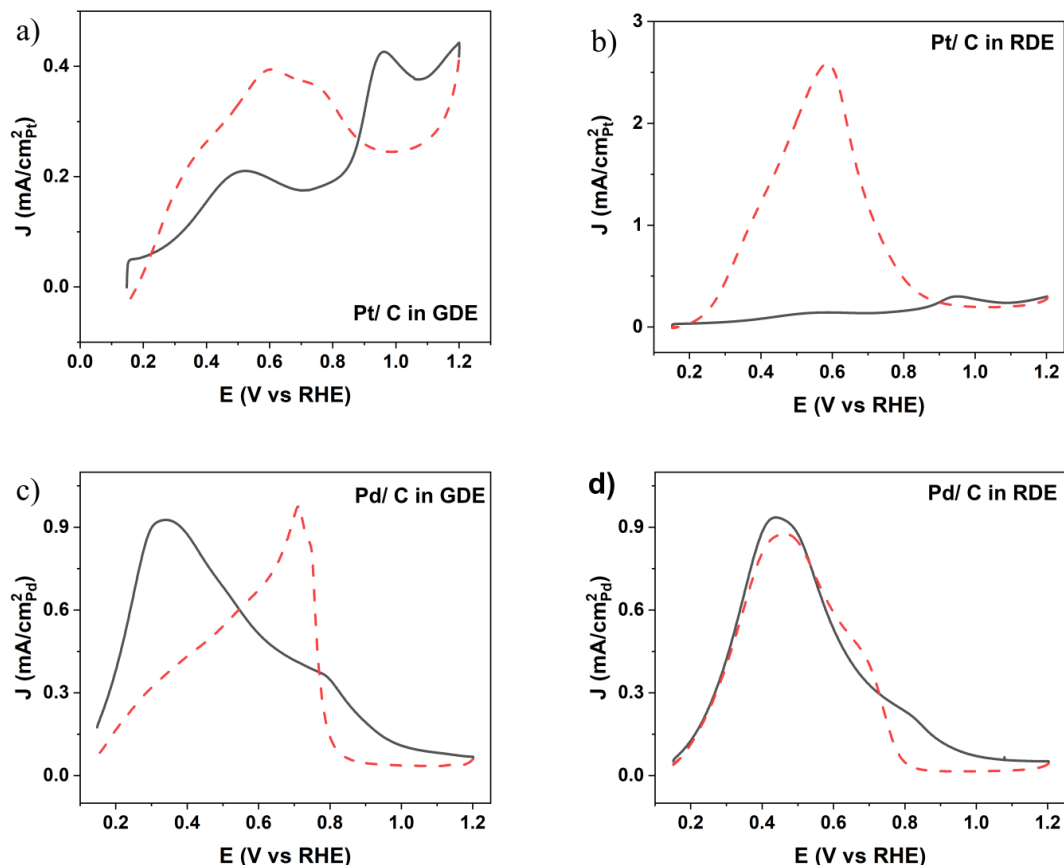 a)
J (mA/cm²Pt)
0.4
0.2
0.0
Pt/ C in GDE
0.0 0.2 0.4 0.6 0.8 1.0 1.2
E (V vs RHE)
b)
J (mA/cm²Pt)
3
2
1
0
Pt/ C in RDE
0.2 0.4 0.6 0.8 1.0 1.2
E (V vs RHE)
c)
J (mA/cm²Pd)
0.9
0.6
0.3
0.0
Pd/ C in GDE
0.2 0.4 0.6 0.8 1.0 1.2
E (V vs RHE)
d)
J (mA/cm²Pd)
0.9
0.6
0.3
0.0
Pd/ C in RDE
0.2 0.4 0.6 0.8 1.0 1.2
E (V vs RHE)